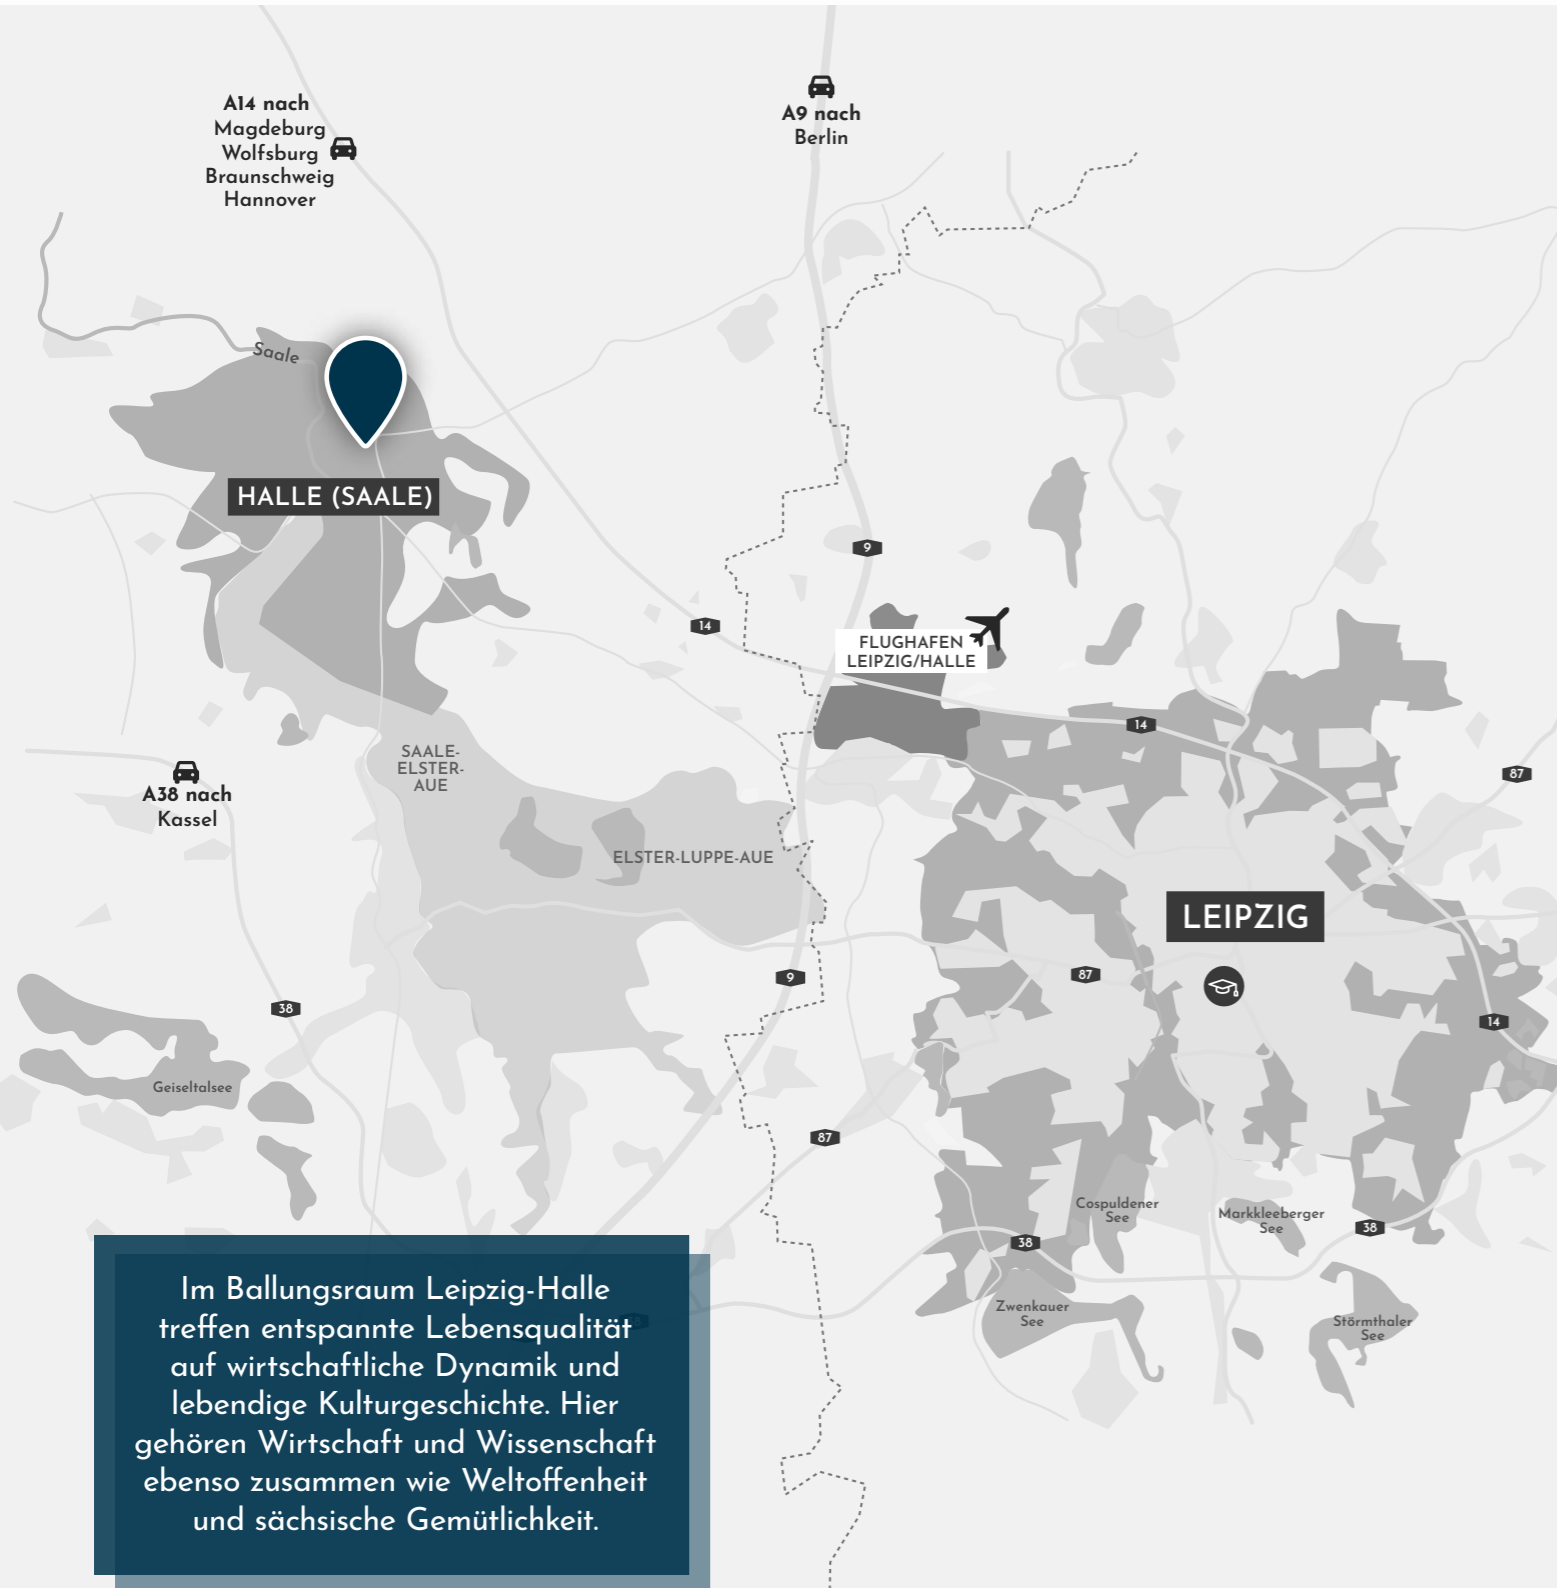 A14 nach
Magdeburg
Wolfsburg
Braunschweig
Hannover
A9 nach
Berlin
Saale
HALLE (SAALE)
9
14
FLUGHAFEN
LEIPZIG/HALLE
14
87
SAALE-
ELSTER-
AUE
A38 nach
Kassel
ELSTER-LUPPE-AUE
LEIPZIG
9
87
38
14
Geiseltalsee
87
Cospuldener
See
Markkleeberger
See
38
38
Zwenkauer
See
Störmthaler
See
Im Ballungsraum Leipzig-Halle
treffen entspannte Lebensqualität
auf wirtschaftliche Dynamik und
lebendige Kulturgeschichte. Hier
gehören Wirtschaft und Wissenschaft
ebenso zusammen wie Weltoffenheit
und sächsische Gemütlichkeit.